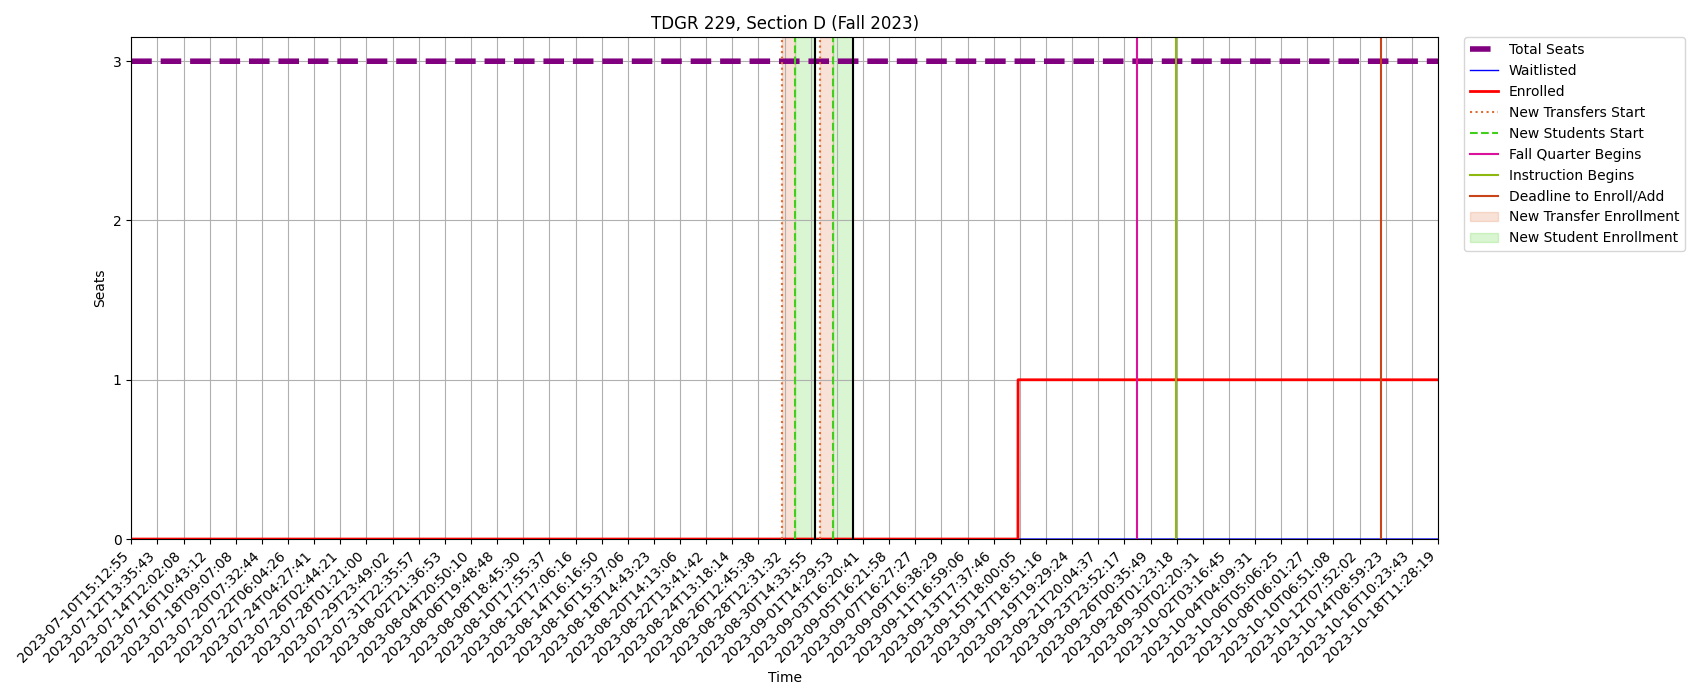 TDGR 229, Section D (Fall 2023)
Total Seats
Waitlisted
Enrolled
New Transfers Start
New Students Start
Fall Quarter Begins
Instruction Begins
Deadline to Enroll/Add
New Transfer Enrollment
New Student Enrollment
3
2
1
0
Seats
2023-07-10T15:12:55
2023-07-12T13:35:43
2023-07-14T12:02:08
2023-07-16T10:43:12
2023-07-18T09:07:08
2023-07-20T07:32:44
2023-07-22T06:04:26
2023-07-24T04:27:41
2023-07-26T02:44:21
2023-07-28T01:21:00
2023-07-29T23:49:02
2023-07-31T22:35:57
2023-08-02T21:36:53
2023-08-04T20:50:10
2023-08-06T19:48:48
2023-08-08T18:45:30
2023-08-10T17:55:37
2023-08-12T17:06:16
2023-08-14T16:16:50
2023-08-16T15:37:06
2023-08-18T14:43:23
2023-08-20T14:13:06
2023-08-22T13:41:42
2023-08-24T13:18:14
2023-08-26T12:45:38
2023-08-28T12:31:32
2023-08-30T14:33:55
2023-09-01T14:29:53
2023-09-03T16:20:41
2023-09-05T16:21:58
2023-09-07T16:27:27
2023-09-09T16:38:29
2023-09-11T16:59:06
2023-09-13T17:37:46
2023-09-15T18:00:05
2023-09-17T18:51:16
2023-09-19T19:29:24
2023-09-21T20:04:37
2023-09-23T23:52:17
2023-09-26T00:35:49
2023-09-28T01:23:18
2023-09-30T02:20:31
2023-10-02T03:16:45
2023-10-04T04:09:31
2023-10-06T05:06:25
2023-10-08T06:01:27
2023-10-10T06:51:08
2023-10-12T07:52:02
2023-10-14T08:59:23
2023-10-16T10:23:43
2023-10-18T11:28:19
Time